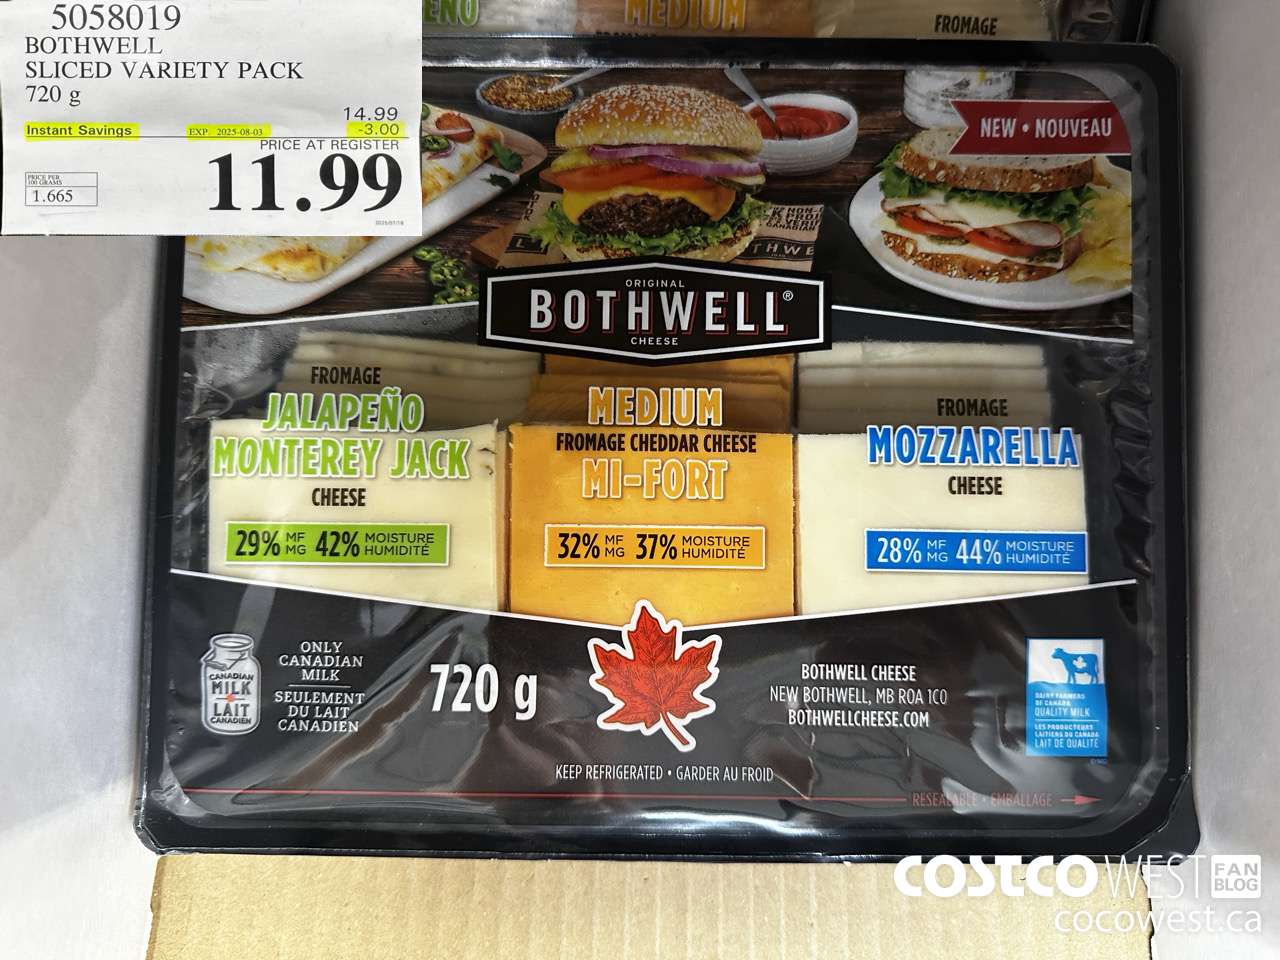 5058019
BOTHWELL
SLICED VARIETY PACK
720 g
14.99
Instant Savings EXP. 2025-08-03 -3.00
PRICE AT REGISTER
11.99
PRICE PER
100 GRAMS
1.665
MEDIUM
FROMAGE
NEW • NOUVEAU
ORIGINAL
BOTHWELL®
CHEESE
FROMAGE
JALAPEÑO
MONTEREY JACK
CHEESE
29% MF MG 42% MOISTURE HUMIDITÉ
MEDIUM
FROMAGE CHEDDAR CHEESE
MI-FORT
32% MF MG 37% MOISTURE HUMIDITÉ
FROMAGE
MOZZARELLA
CHEESE
28% MF MG 44% MOISTURE HUMIDITÉ
CANADIAN
MILK
LAIT
CANADIEN
ONLY
CANADIAN
MILK
SEULEMENT
DU LAIT
CANADIEN
720 g
BOTHWELL CHEESE
NEW BOTHWELL, MB R0A 1C0
BOTHWELLCHEESE.COM
DAIRY FARMERS
OF CANADA
QUALITY MILK
LES PRODUCTEURS
LAITIERS DU CANADA
LAIT DE QUALITÉ
KEEP REFRIGERATED • GARDER AU FROID
RESEALABLE • EMBALLAGE
COSTCO WEST FAN BLOG
cocowest.ca